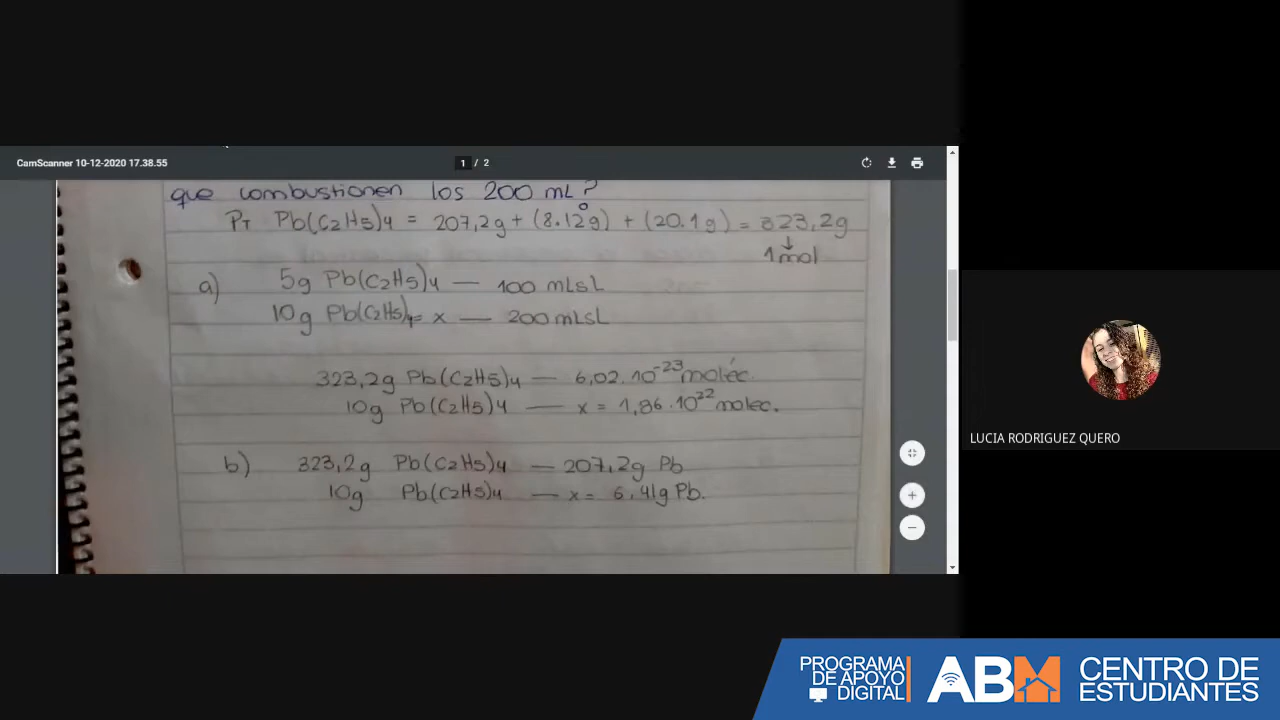 CamScanner 10-12-2020 17.38.55
1 / 2
que combustionen los 200 mL?
PT Pb(C2H5)4 = 207,2g + (8.12g) + (20.1g) = 323,2g
1 mol
a) 5g Pb(C2H5)4 — 100 mLsL
10g Pb(C2H5)4 = x — 200 mLsL
323,2g Pb(C2H5)4 — 6,02.10^-23 moléc.
10g Pb(C2H5)4 — x = 1,86.10^22 molec.
b) 323,2g Pb(C2H5)4 — 207,2g Pb
10g Pb(C2H5)4 — x = 6,41g Pb.
LUCIA RODRIGUEZ QUERO
PROGRAMA
DE APOYO
DIGITAL
ABM
CENTRO DE
ESTUDIANTES